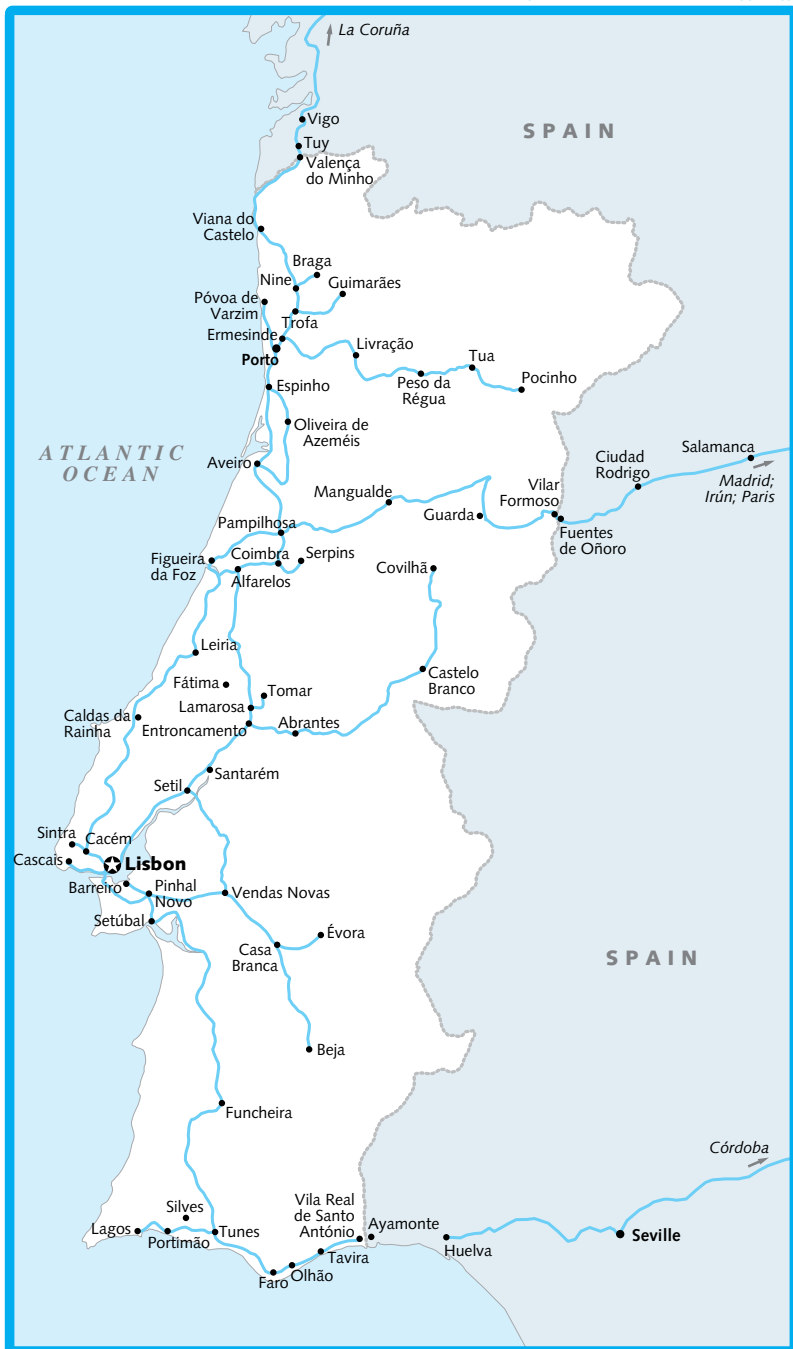 La Coruña
Vigo
SPAIN
Tuy
Valença
do Minho
Viana do
Castelo
Braga
Nine
Guimarães
Póvoa de
Varzim
Trofa
Ermesinde
Porto
Livração
Tua
Peso da
Régua
Pocinho
Espinho
Oliveira de
Azeméis
ATLANTIC
OCEAN
Aveiro
Salamanca
Ciudad
Rodrigo
Madrid;
Irún; Paris
Vilar
Formoso
Mangualde
Guarda
Fuentes
de Oñoro
Pampilhosa
Figueira
da Foz
Coimbra
Serpins
Alfarelos
Covilhã
Leiria
Fátima
Tomar
Castelo
Branco
Lamarosa
Caldas da
Rainha
Entroncamento
Abrantes
Santarém
Setil
Sintra
Cacém
Cascais
Lisbon
Barreiro
Pinhal
Novo
Vendas Novas
Setúbal
Évora
Casa
Branca
SPAIN
Beja
Funcheira
Córdoba
Vila Real
de Santo
António
Ayamonte
Silves
Lagos
Portimão
Tunes
Huelva
Seville
Tavira
Faro
Olhão